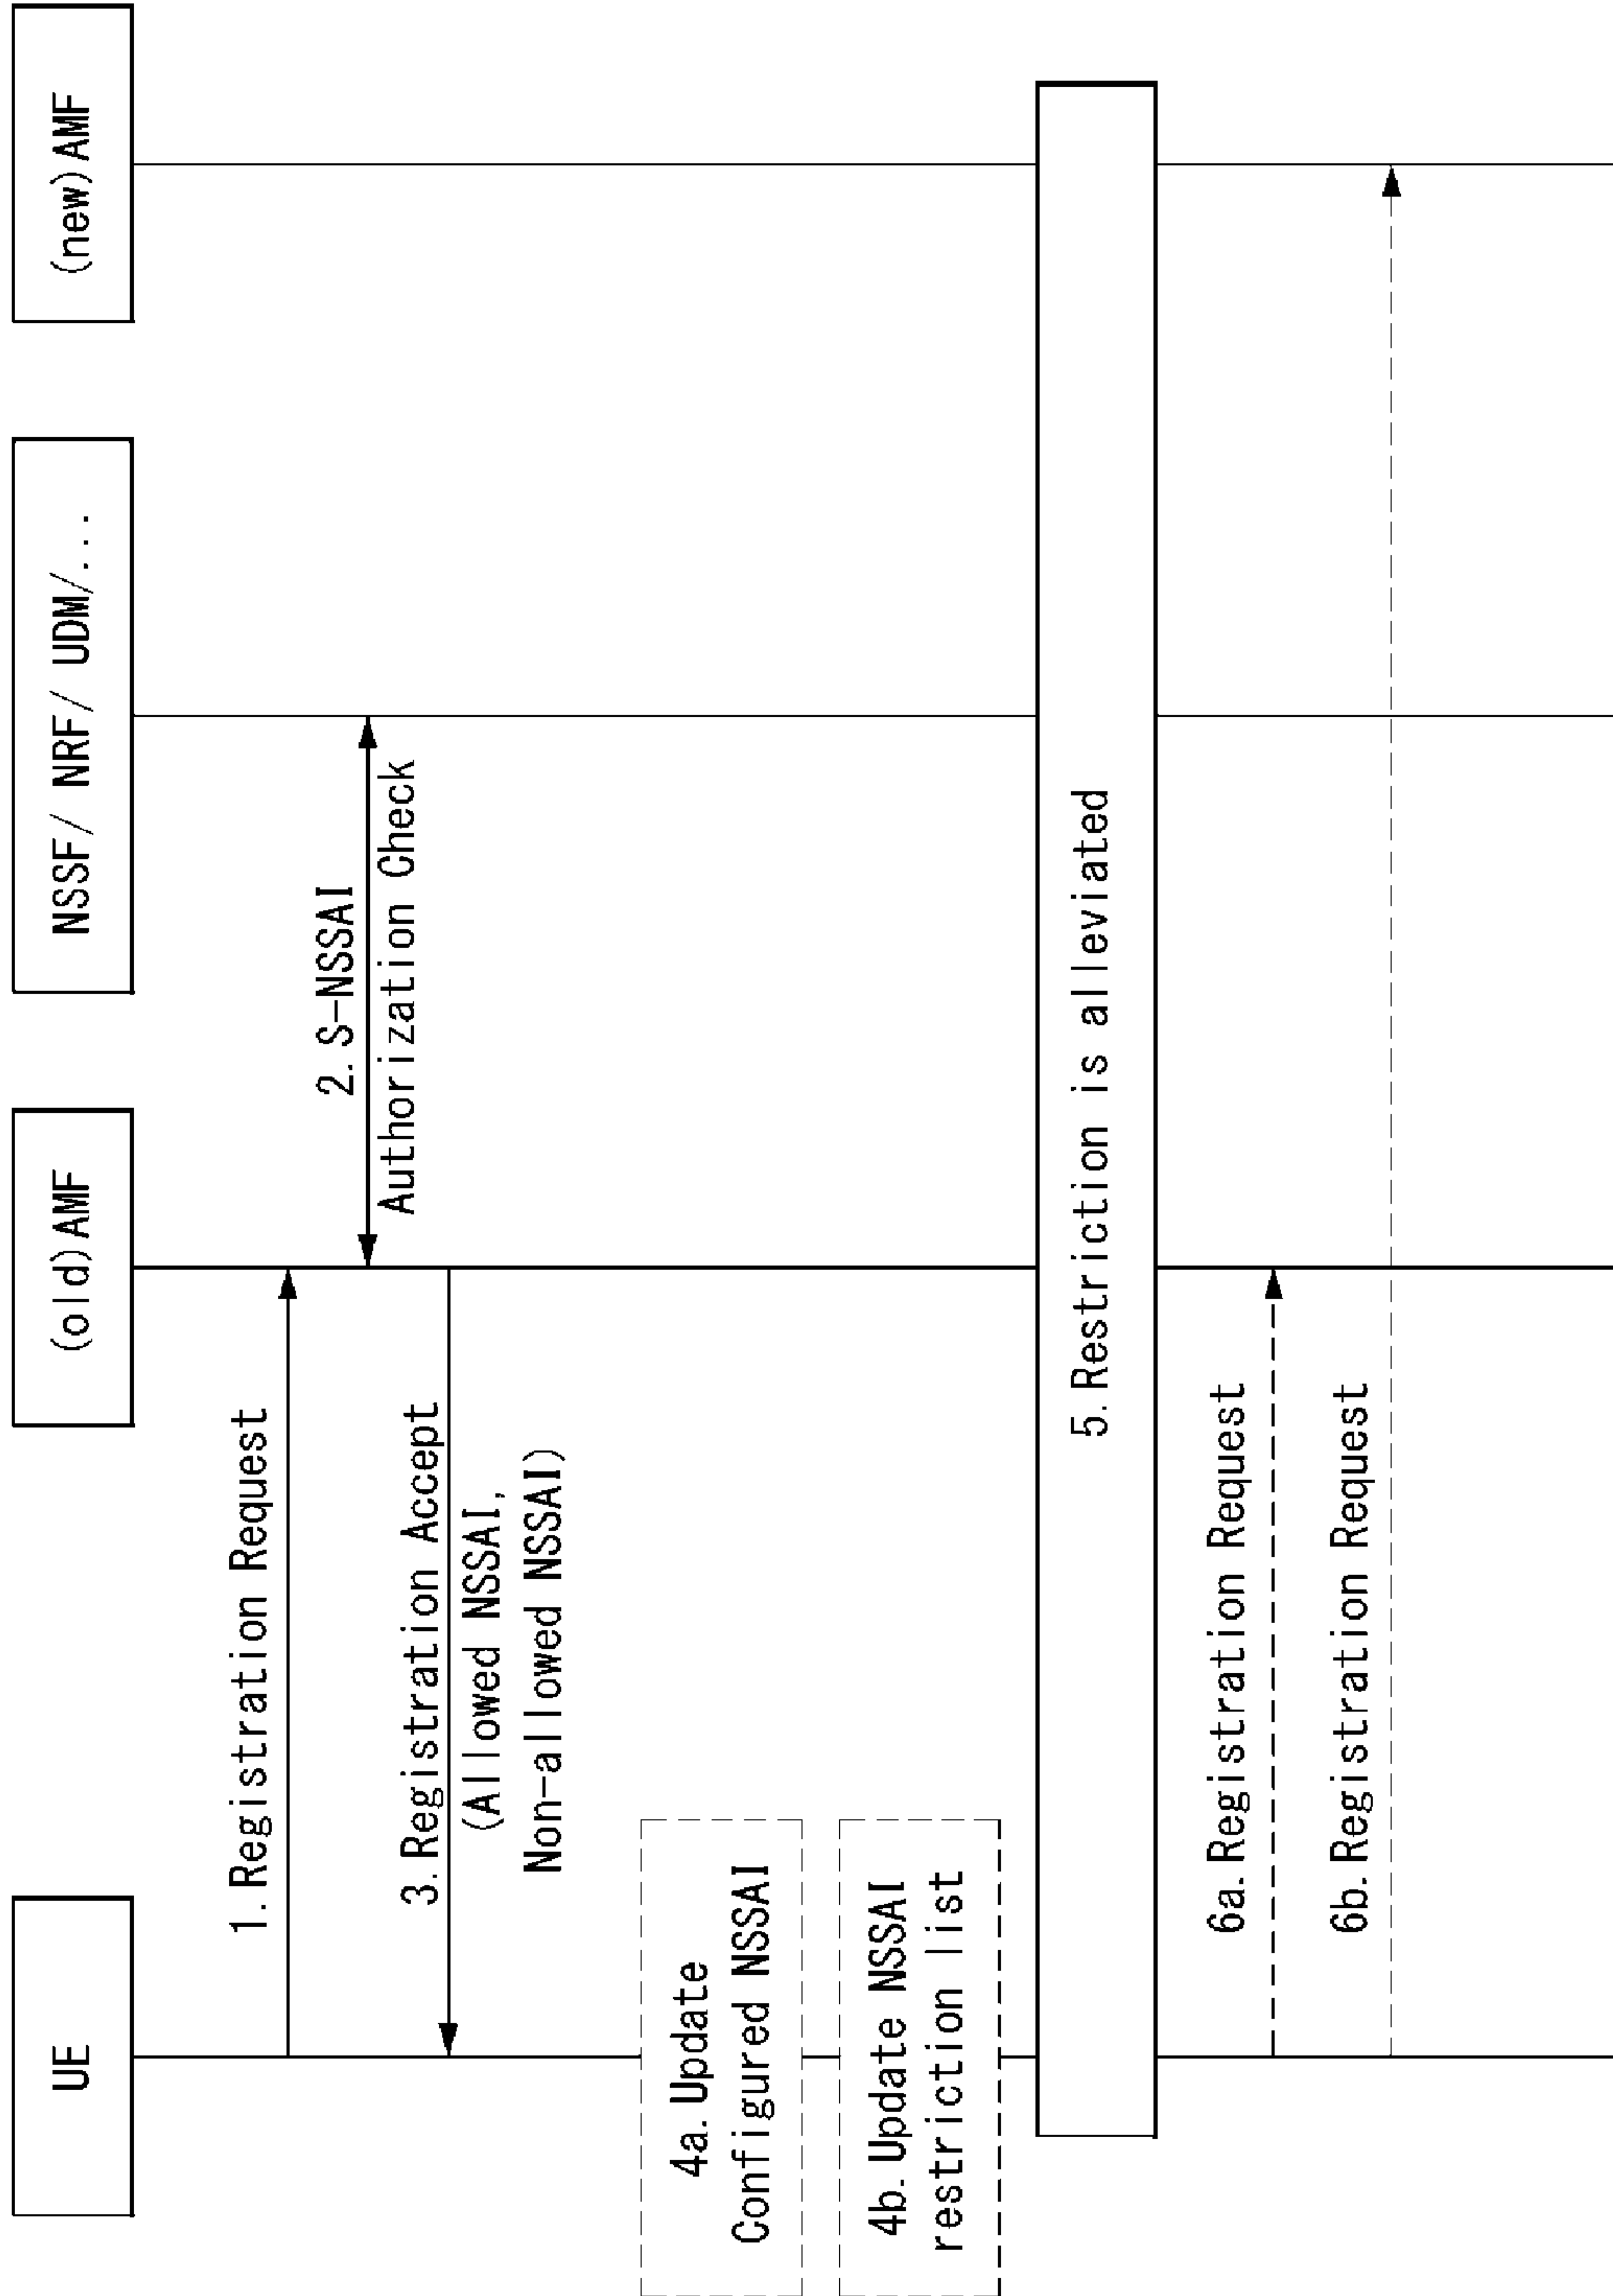 UE
(old)AMF
NSSF/ NRF/ UDM/...
(new)AMF
1.Registration Request
2.S-NSSAI
Authorization Check
3.Registration Accept
(Allowed NSSAI,
Non-allowed NSSAI)
4a.Update
Configured NSSAI
4b.Update NSSAI
restriction list
5.Restriction is alleviated
6a.Registration Request
6b.Registration Request